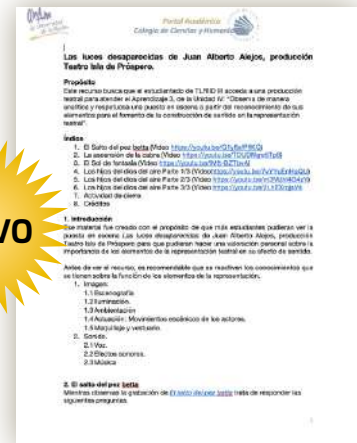 Portal Académico
Colegio de Ciencias y Humanidades
Las luces desaparecidas de Juan Alberto Alejos, producción
Teatro Isla de Próspero.
Propósito
Este recurso busca que el estudiantado de TLRIID III acceda a una producción
teatral para atender el Aprendizaje 3, de la Unidad IV: "Observa de manera
analítica y respetuosa una puesta en escena a partir del reconocimiento de sus
elementos para el fomento de la construcción de sentido en la representación
teatral".
Índice
1. El Salto del pez betta (Video
2. La ascensión de la cabra (Video
3. El Sol de fantasía (Video
4. Los hijos del dios del aire Parte 1/3 (Video
5. Los hijos del dios del aire Parte 2/3 (Video
6. Los hijos del dios del aire Parte 3/3 (Video
7. Actividad de cierre
8. Créditos
1. Introducción
Este material fue creado con el propósito de que más estudiantes pudieran ver la
puesta en escena Las luces desaparecidas de Juan Alberto Alejos, producción
Teatro Isla de Próspero para que pudieran hacer una valoración personal sobre la
importancia de los elementos de la representación teatral en su efecto de sentido.
Antes de ver el recurso, es recomendable que se reactiven los conocimientos que
se tienen sobre la función de los elementos de la representación.
1. Imagen:
1.1 Escenografía
1.2 Iluminación.
1.3 Ambientación
1.4 Actuación: Movimientos escénicos de los actores.
1.5 Maquillaje y vestuario.
2. Sonido.
2.1 Voz.
2.2 Efectos sonoros.
2.3 Música
2. El salto del pez betta
Mientras observas la grabación de El salto del pez betta trata de responder las
siguientes preguntas.
VO
1